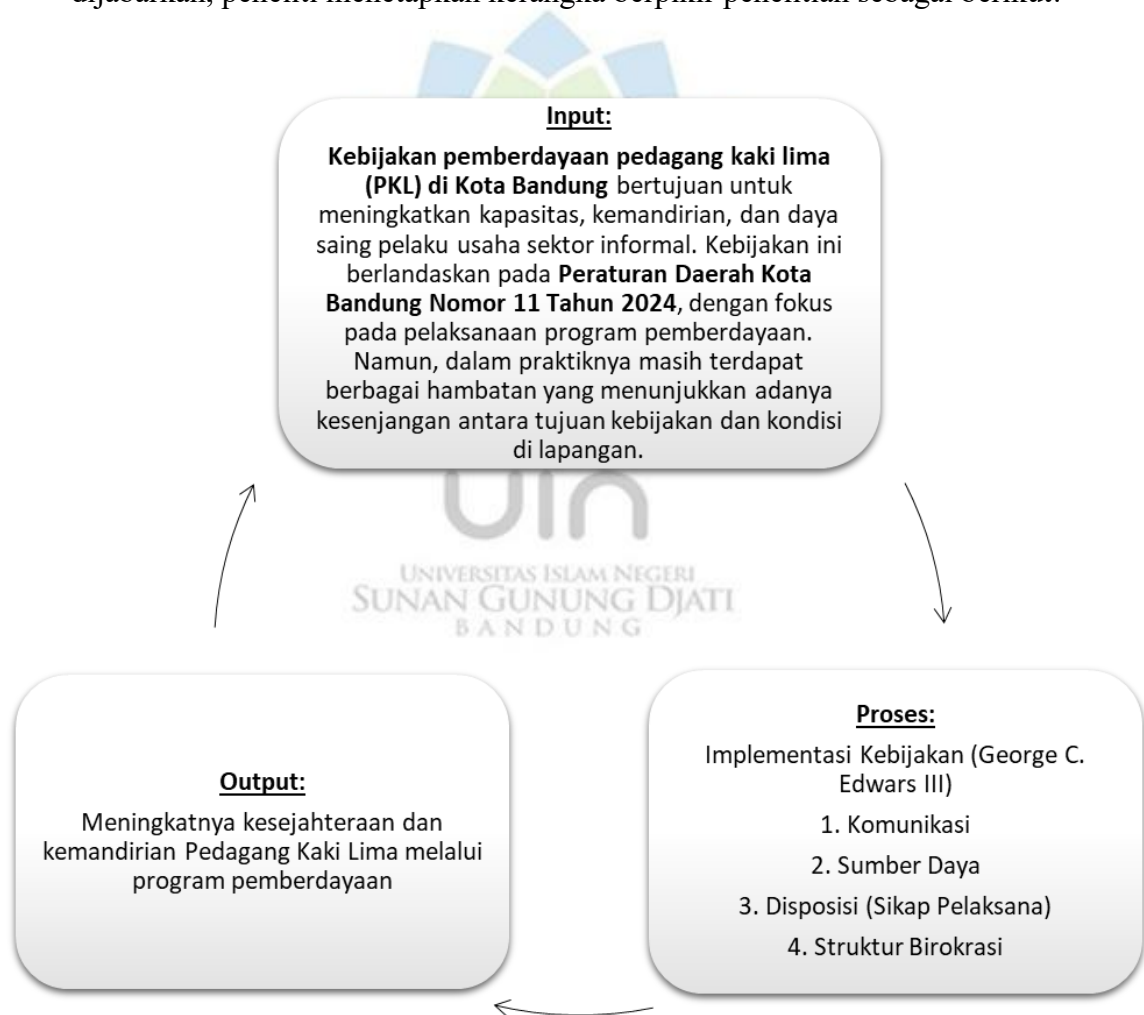 dijabarkan, peneliti menetapkan kerangka berpikir penelitian sebagai berikut:
Input:
Kebijakan pemberdayaan pedagang kaki lima
(PKL) di Kota Bandung bertujuan untuk
meningkatkan kapasitas, kemandirian, dan daya
saing pelaku usaha sektor informal. Kebijakan ini
berlandaskan pada Peraturan Daerah Kota
Bandung Nomor 11 Tahun 2024, dengan fokus
pada pelaksanaan program pemberdayaan.
Namun, dalam praktiknya masih terdapat
berbagai hambatan yang menunjukkan adanya
kesenjangan antara tujuan kebijakan dan kondisi
di lapangan.
uin
UNIVERSITAS ISLAM NEGERI
SUNAN GUNUNG DJATI
BANDUNG
Proses:
Implementasi Kebijakan (George C.
Edwars III)
1. Komunikasi
2. Sumber Daya
3. Disposisi (Sikap Pelaksana)
4. Struktur Birokrasi
Output:
Meningkatnya kesejahteraan dan
kemandirian Pedagang Kaki Lima melalui
program pemberdayaan